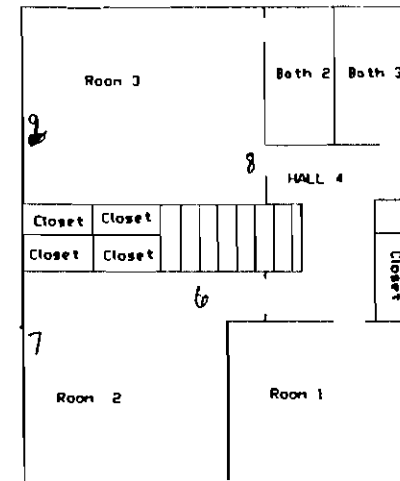 Room 3
Bath 2
Bath 3
9
8
HALL 4
Closet
Closet
Closet
Closet
Closet
6
7
Room 2
Room 1